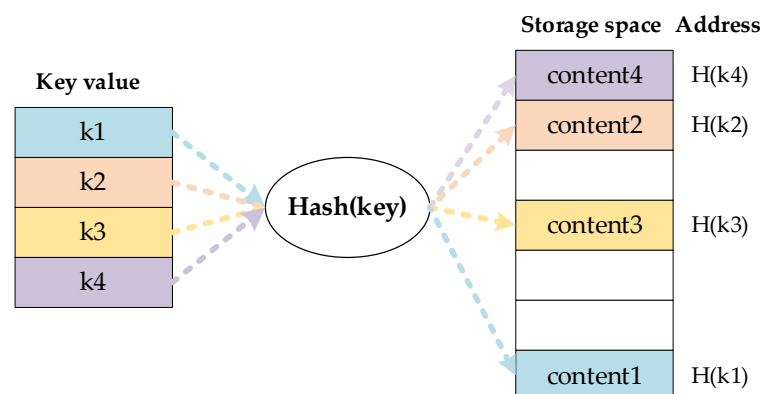 Storage space Address
Key value
content4 H(k4)
k1
content2 H(k2)
k2
Hash(key)
k3
content3 H(k3)
k4
content1 H(k1)